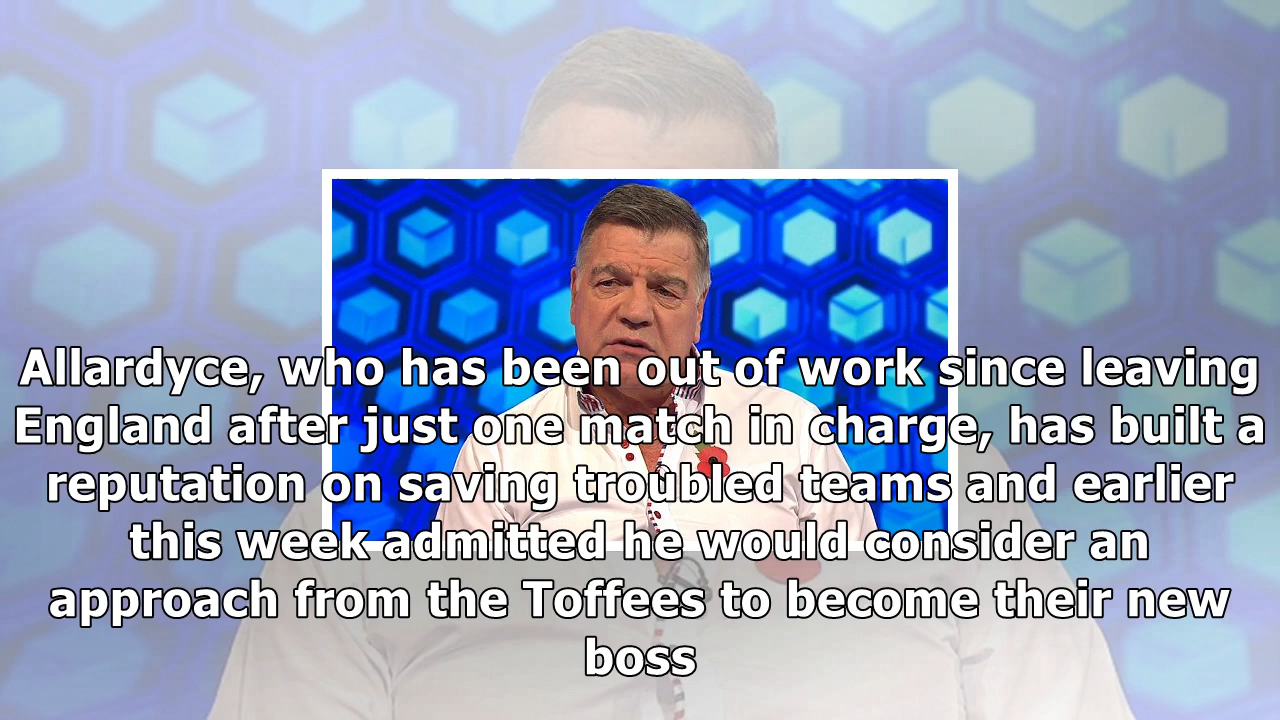 Allardyce, who has been out of work since leaving
England after just one match in charge, has built a
reputation on saving troubled teams and earlier
this week admitted he would consider an
approach from the Toffees to become their new
boss